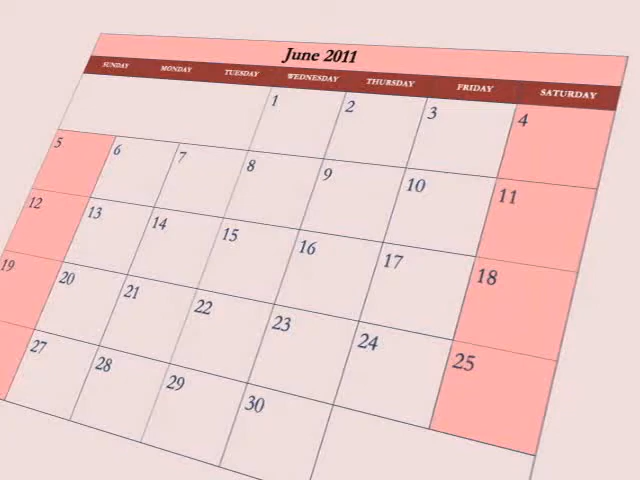 June 2011
SUNDAY MONDAY TUESDAY WEDNESDAY THURSDAY FRIDAY SATURDAY
1 2 3 4
5 6 7 8 9 10 11
12 13 14 15 16 17 18
19 20 21 22 23 24 25
27 28 29 30